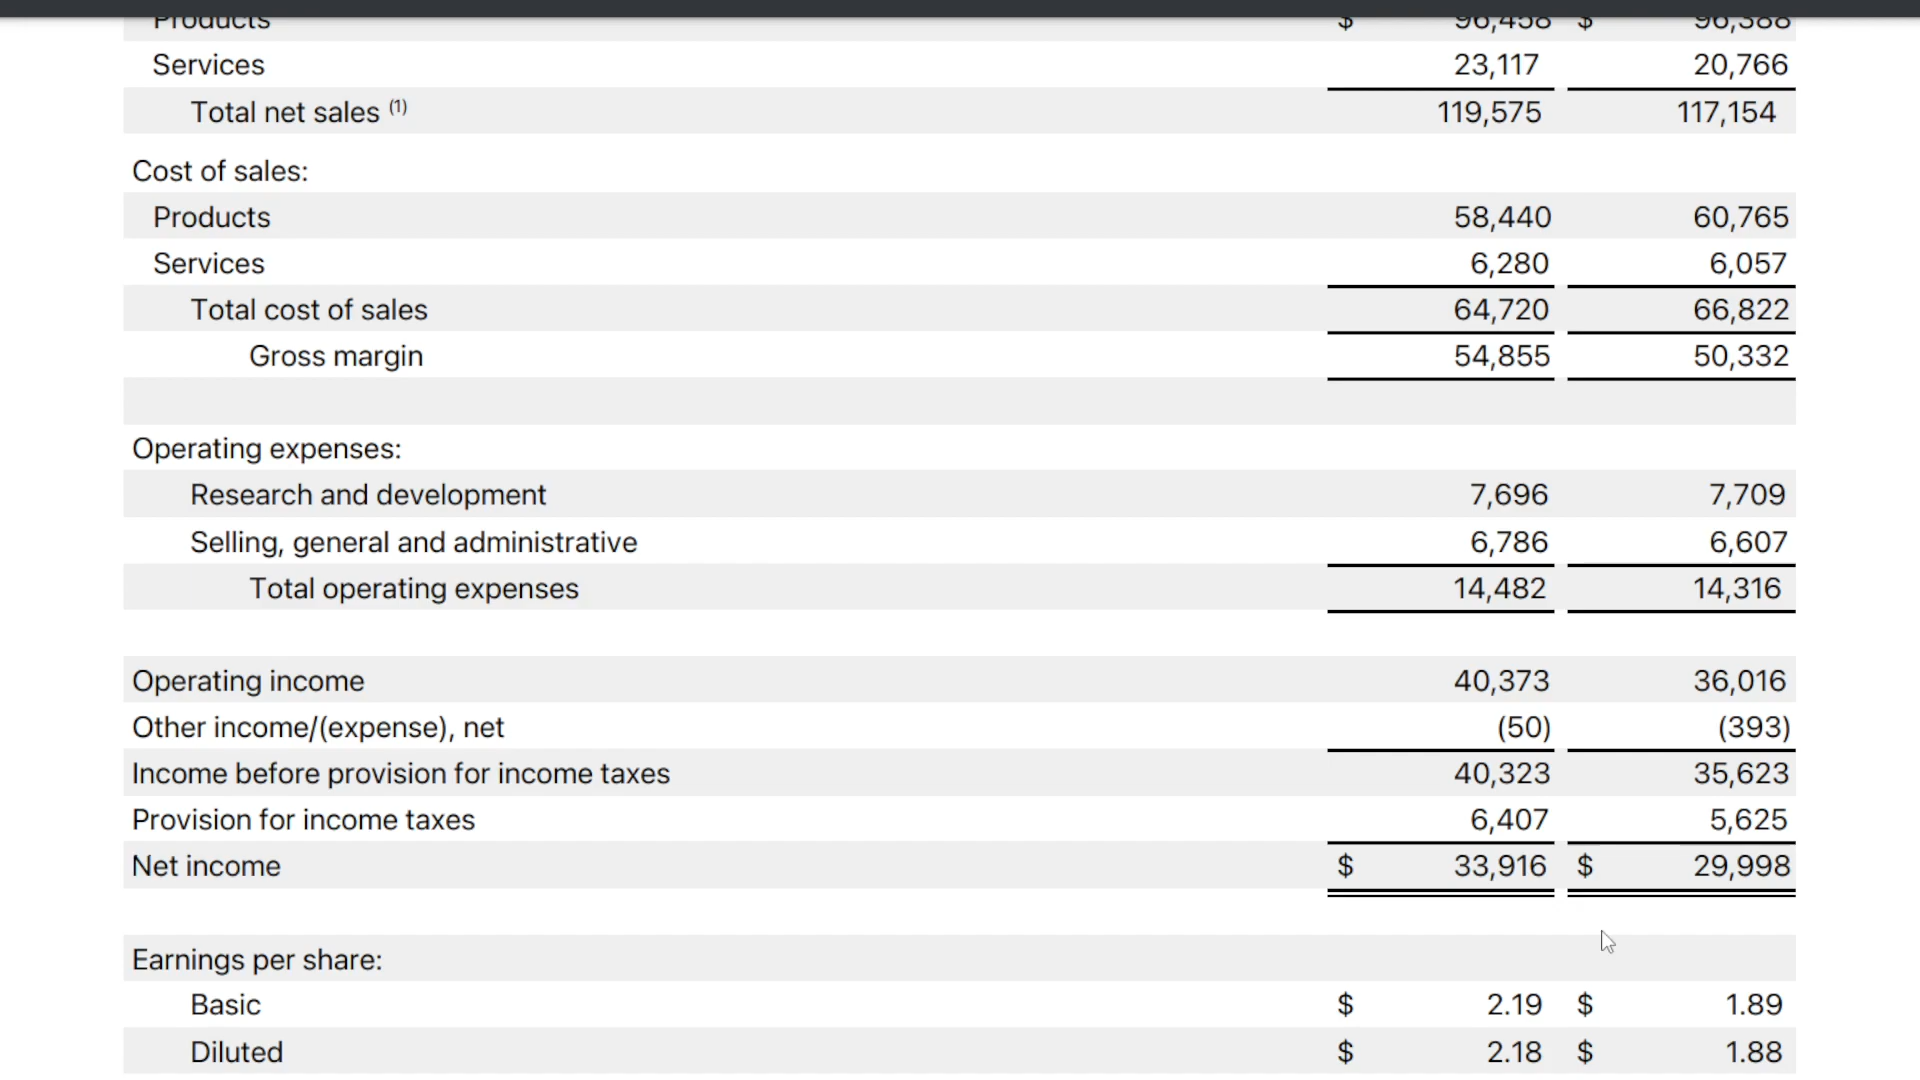 Products $ 96,458 $ 96,388
Services 23,117 20,766
Total net sales (1) 119,575 117,154
Cost of sales:
Products 58,440 60,765
Services 6,280 6,057
Total cost of sales 64,720 66,822
Gross margin 54,855 50,332
Operating expenses:
Research and development 7,696 7,709
Selling, general and administrative 6,786 6,607
Total operating expenses 14,482 14,316
Operating income 40,373 36,016
Other income/(expense), net (50) (393)
Income before provision for income taxes 40,323 35,623
Provision for income taxes 6,407 5,625
Net income $ 33,916 $ 29,998
Earnings per share:
Basic $ 2.19 $ 1.89
Diluted $ 2.18 $ 1.88